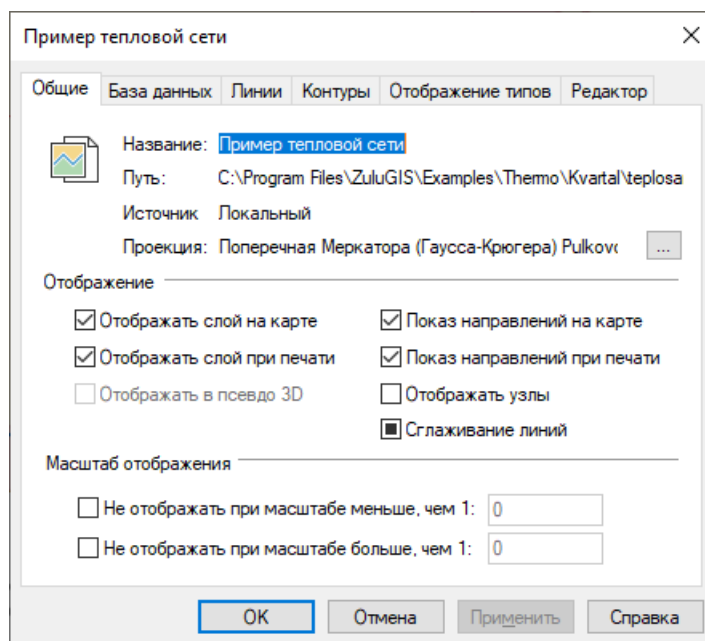 Пример тепловой сети
Общие База данных Линии Контуры Отображение типов Редактор
Название: Пример тепловой сети
Путь: C:\Program Files\ZuluGIS\Examples\Thermo\Kvartal\teplosa
Источник Локальный
Проекция: Поперечная Меркатора (Гаусса-Крюгера) Pulkovo ...
Отображение
Отображать слой на карте Показ направлений на карте
Отображать слой при печати Показ направлений при печати
Отображать в псевдо 3D Отображать узлы
Сглаживание линий
Масштаб отображения
Не отображать при масштабе меньше, чем 1: 0
Не отображать при масштабе больше, чем 1: 0
OK Отмена Применить Справка